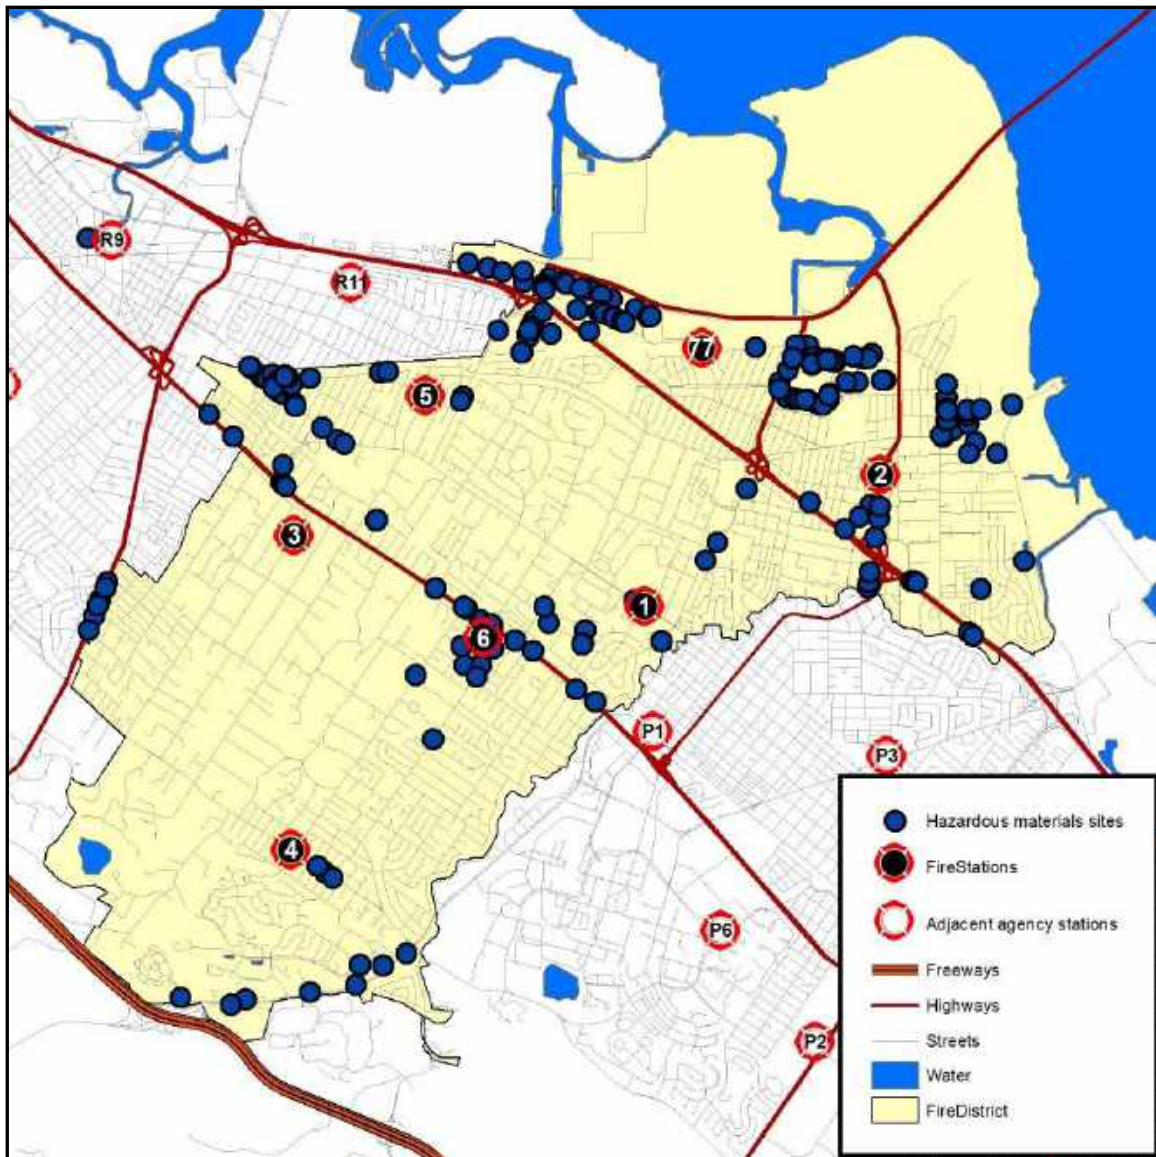 R9
R11
77
5
2
3
1
6
P1
P3
4
P6
P2
Hazardous materials sites
FireStations
Adjacent agency stations
Freeways
Highways
Streets
Water
FireDistrict